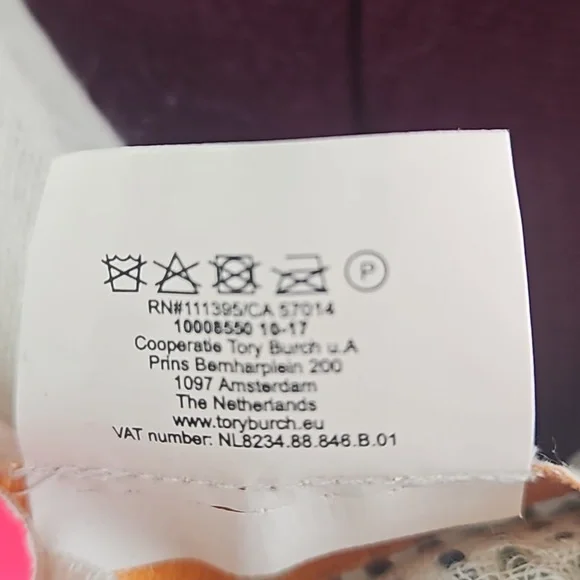 P
RN#111395/CA 57014
10008550 10-17
Cooperatie Tory Burch u.A
Prins Bernharplein 200
1097 Amsterdam
The Netherlands
www.toryburch.eu
VAT number: NL8234.88.846.B.01